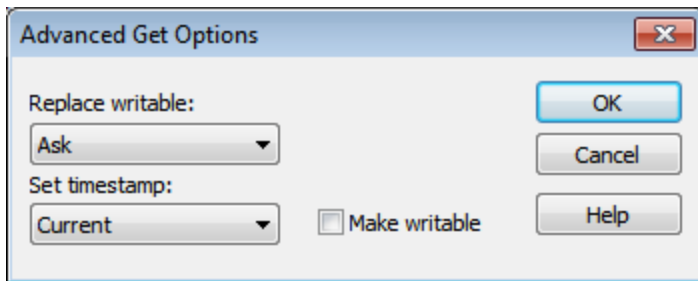 Advanced Get Options
Replace writable:
OK
Ask
Cancel
Set timestamp:
Current
Make writable
Help